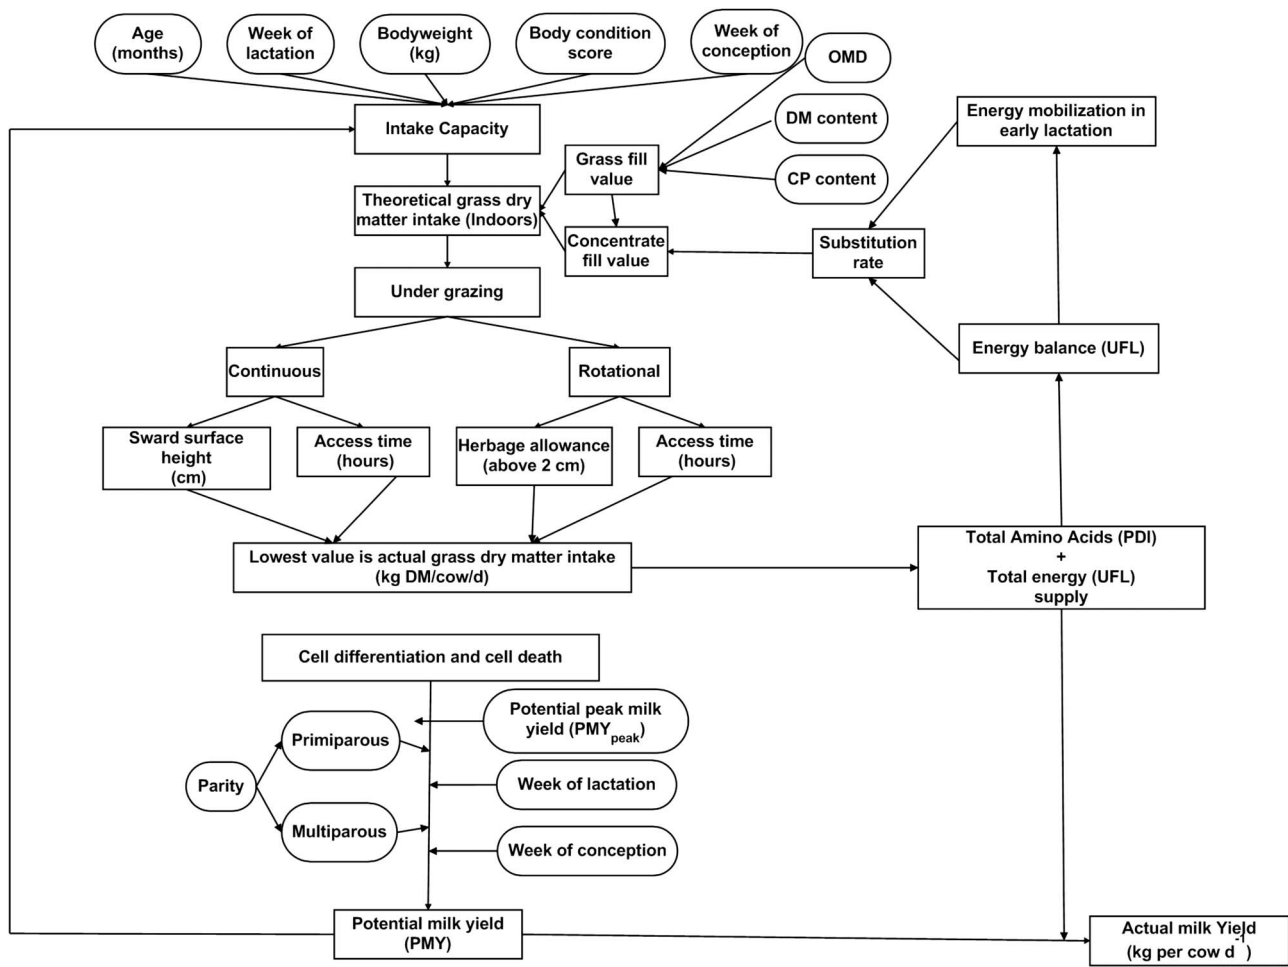 Age
(months)
Week of
lactation
Bodyweight
(kg)
Body condition
score
Week of
conception
OMD
DM content
CP content
Energy mobilization in
early lactation
Intake Capacity
Grass fill
value
Theoretical grass dry
matter intake (Indoors)
Concentrate
fill value
Substitution
rate
Under grazing
Energy balance (UFL)
Continuous
Rotational
Sward surface
height
(cm)
Access time
(hours)
Herbage allowance
(above 2 cm)
Access time
(hours)
Lowest value is actual grass dry matter intake
(kg DM/cow/d)
Total Amino Acids (PDI)
+
Total energy (UFL)
supply
Cell differentiation and cell death
Potential peak milk
yield (PMYpeak)
Primiparous
Parity
Week of lactation
Multiparous
Week of conception
Potential milk yield
(PMY)
Actual milk Yield
(kg per cow d-1)